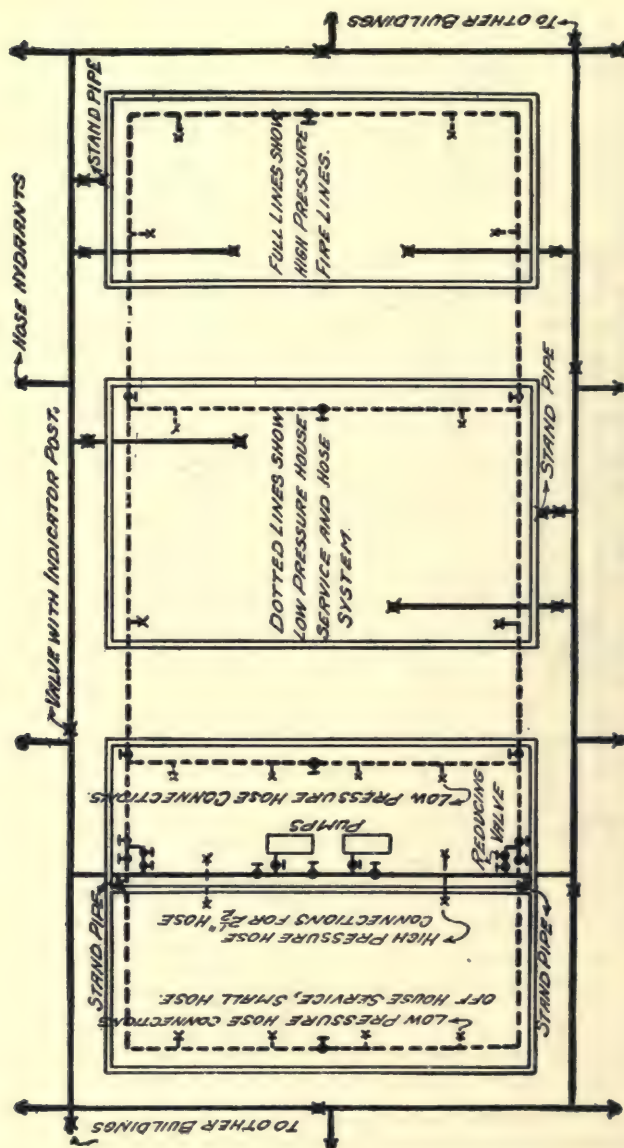 TO OTHER BUILDINGS
STAND PIPE
HOSE HYDRANTS
FULL LINES SHOW
HIGH PRESSURE
FIRE LINES.
VALVE WITH INDICATOR POST.
DOTTED LINES SHOW
LOW PRESSURE HOUSE
SERVICE AND HOSE
SYSTEM.
STAND PIPE
LOW PRESSURE HOSE CONNECTIONS.
PUMPS
REDUCING
VALVE
STAND PIPE
HIGH PRESSURE HOSE
CONNECTIONS FOR 2½" HOSE
LOW PRESSURE HOSE CONNECTIONS
OFF HOUSE SERVICE, SMALL HOSE.
STAND PIPE
TO OTHER BUILDINGS